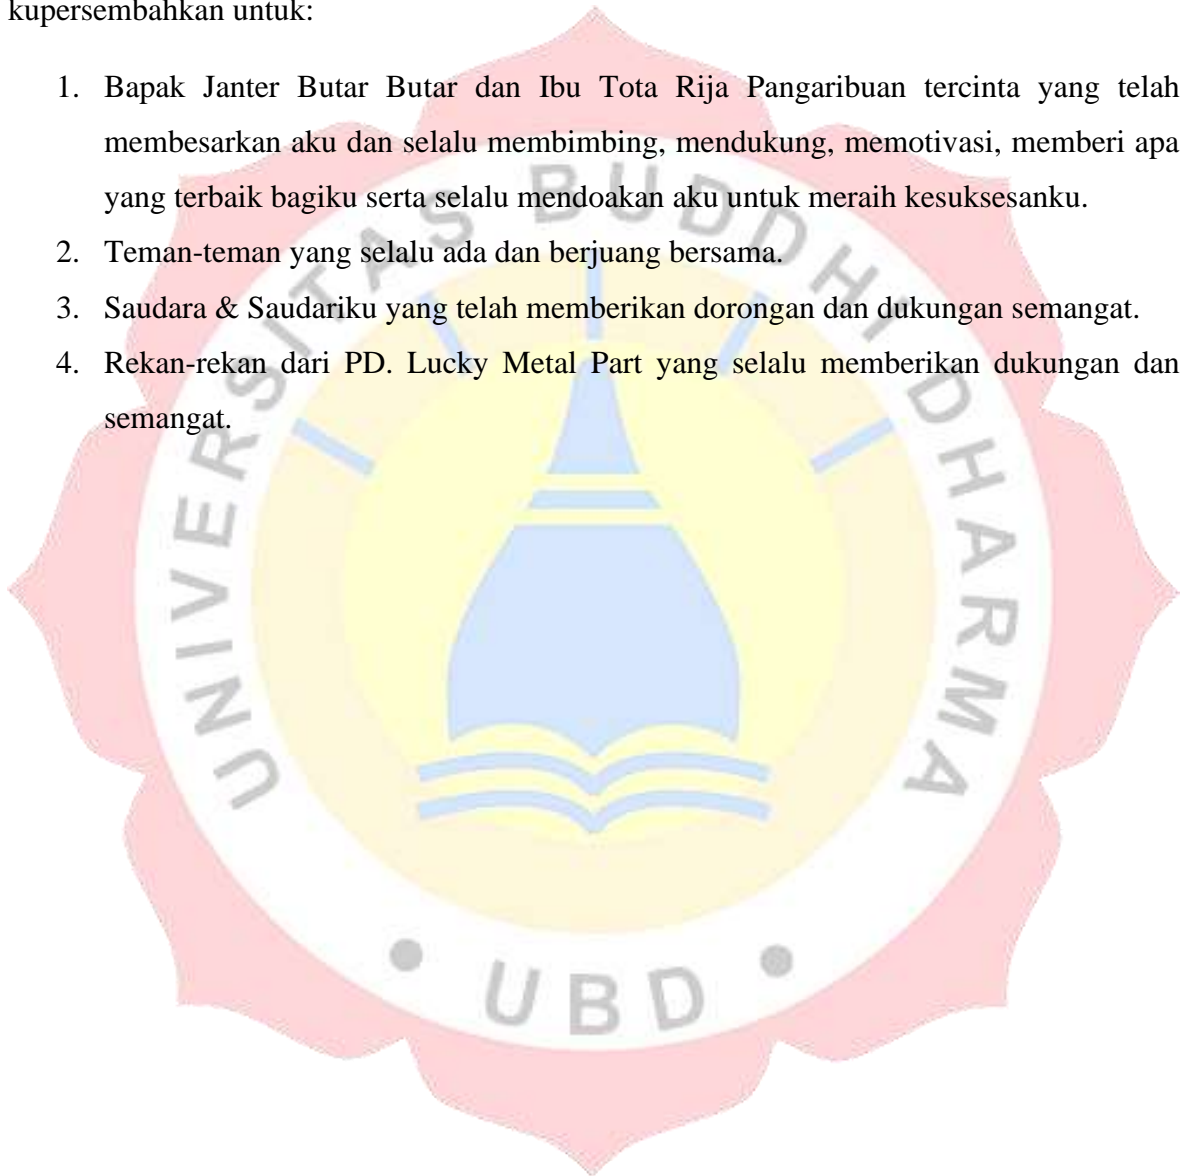 kupersembahkan untuk:
1. Bapak Janter Butar Butar dan Ibu Tota Rija Pangaribuan tercinta yang telah
membesarkan aku dan selalu membimbing, mendukung, memotivasi, memberi apa
yang terbaik bagiku serta selalu mendoakan aku untuk meraih kesuksesanku.
2. Teman-teman yang selalu ada dan berjuang bersama.
3. Saudara & Saudariku yang telah memberikan dorongan dan dukungan semangat.
4. Rekan-rekan dari PD. Lucky Metal Part yang selalu memberikan dukungan dan
semangat.
UNIVERSITAS BUDDHI DHARMA
UBD